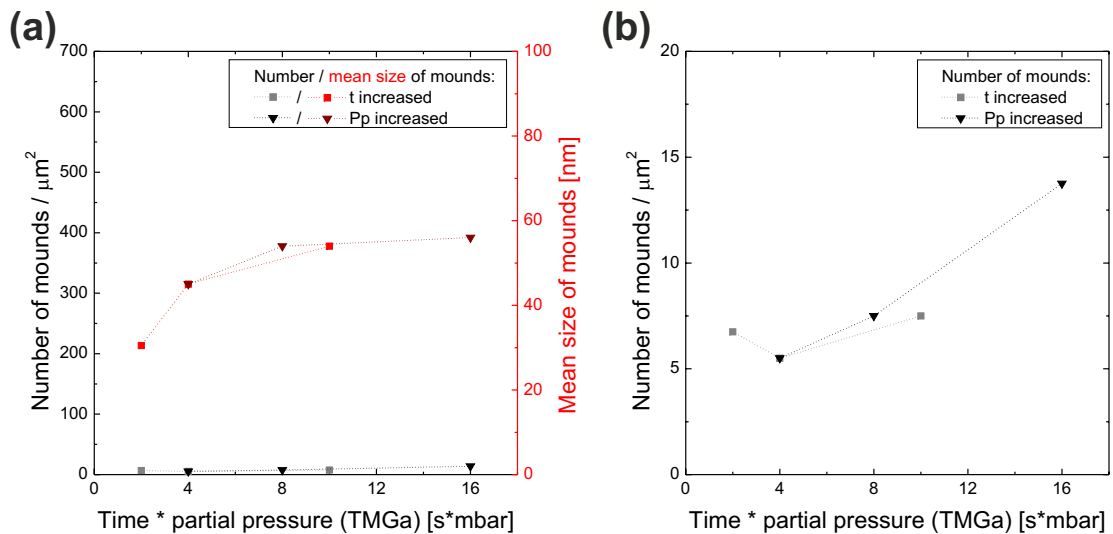 (a)
700
600
500
400
300
200
100
0
Number of mounds / μm²
100
80
60
40
20
0
Mean size of mounds [nm]
Number / mean size of mounds:
/ t increased
/ Pp increased
0 4 8 12 16
Time * partial pressure (TMGa) [s*mbar]
(b)
20
15
10
5
0
Number of mounds / μm²
Number of mounds:
t increased
Pp increased
0 4 8 12 16
Time * partial pressure (TMGa) [s*mbar]